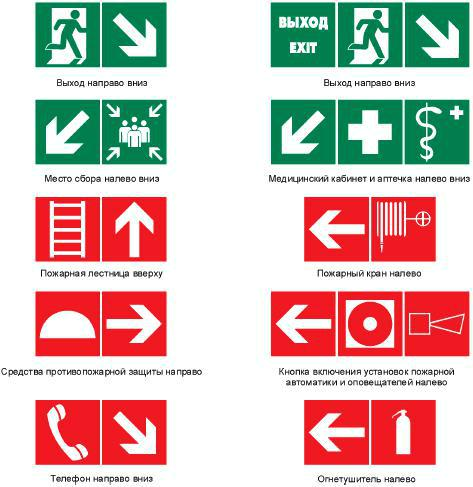 ВЫХОД
EXIT
Выход направо вниз
Выход направо вниз
Место сбора налево вниз
Медицинский кабинет и аптечка налево вниз
Пожарная лестница вверху
Пожарный кран налево
Средства противопожарной защиты направо
Кнопка включения установок пожарной
автоматики и оповещателей налево
Телефон направо вниз
Огнетушитель налево